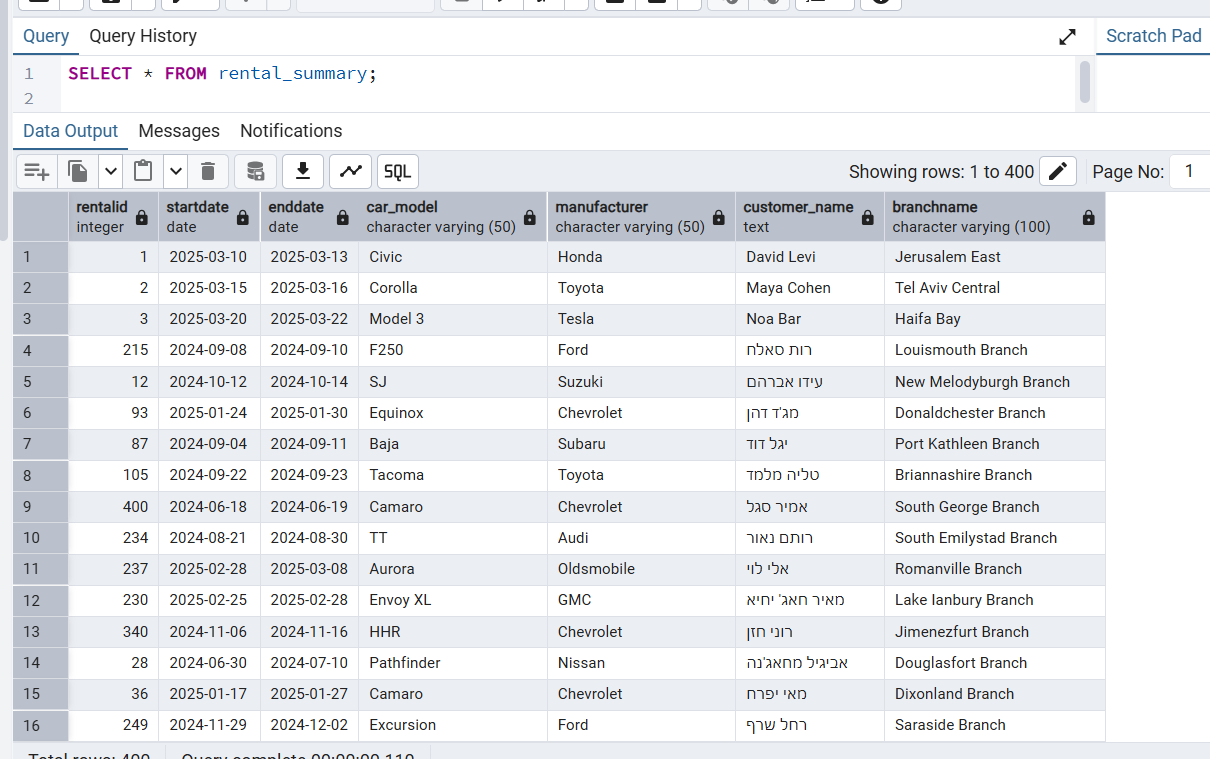 Query Query History Scratch Pad
1 SELECT * FROM rental_summary;
2
Data Output Messages Notifications
SQL Showing rows: 1 to 400 Page No: 1
rentalid startdate enddate car_model manufacturer customer_name branchname
integer date date character varying (50) character varying (50) text character varying (100)
1 1 2025-03-10 2025-03-13 Civic Honda David Levi Jerusalem East
2 2 2025-03-15 2025-03-16 Corolla Toyota Maya Cohen Tel Aviv Central
3 3 2025-03-20 2025-03-22 Model 3 Tesla Noa Bar Haifa Bay
4 215 2024-09-08 2024-09-10 F250 Ford רות סאלח Louismouth Branch
5 12 2024-10-12 2024-10-14 SJ Suzuki עידו אברהם New Melodyburgh Branch
6 93 2025-01-24 2025-01-30 Equinox Chevrolet מג'ד דהן Donaldchester Branch
7 87 2024-09-04 2024-09-11 Baja Subaru יגל דוד Port Kathleen Branch
8 105 2024-09-22 2024-09-23 Tacoma Toyota טליה מלמד Briannashire Branch
9 400 2024-06-18 2024-06-19 Camaro Chevrolet אמיר סגל South George Branch
10 234 2024-08-21 2024-08-30 TT Audi רותם נאור South Emilystad Branch
11 237 2025-02-28 2025-03-08 Aurora Oldsmobile אלי לוי Romanville Branch
12 230 2025-02-25 2025-02-28 Envoy XL GMC מאיר חאג' יחיא Lake Ianbury Branch
13 340 2024-11-06 2024-11-16 HHR Chevrolet רוני חזן Jimenezfurt Branch
14 28 2024-06-30 2024-07-10 Pathfinder Nissan אביגיל מחאג'נה Douglasfort Branch
15 36 2025-01-17 2025-01-27 Camaro Chevrolet מאי יפרח Dixonland Branch
16 249 2024-11-29 2024-12-02 Excursion Ford רחל שרף Saraside Branch
Total rows: 400 Query complete 00:00:00.110